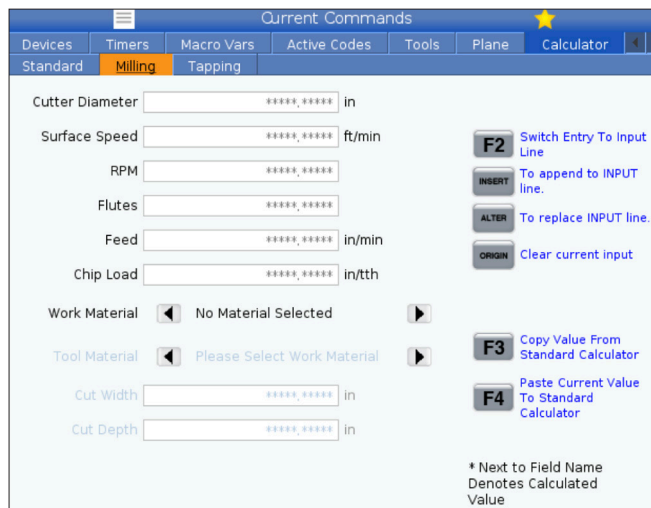 Current Commands
Devices Timers Macro Vars Active Codes Tools Plane Calculator
Standard Milling Tapping
Cutter Diameter *****.***** in
Surface Speed *****.***** ft/min
RPM *****.*****
Flutes *****.*****
Feed *****.***** in/min
Chip Load *****.***** in/tth
Work Material No Material Selected
Tool Material Please Select Work Material
Cut Width *****.***** in
Cut Depth *****.***** in
F2 Switch Entry To Input
Line
INSERT To append to INPUT
line.
ALTER To replace INPUT line.
ORIGIN Clear current input
F3 Copy Value From
Standard Calculator
F4 Paste Current Value
To Standard
Calculator
* Next to Field Name
Denotes Calculated
Value